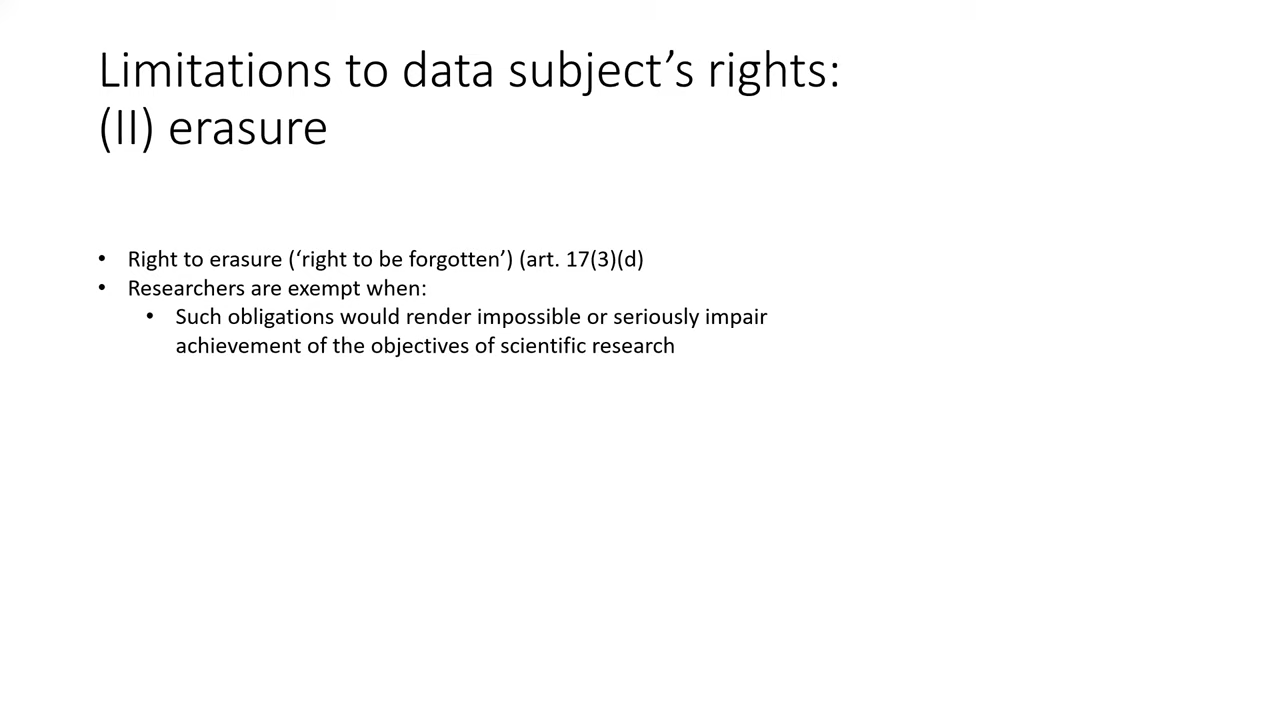 Limitations to data subject’s rights:
(II) erasure
• Right to erasure (‘right to be forgotten’) (art. 17(3)(d)
• Researchers are exempt when:
• Such obligations would render impossible or seriously impair
achievement of the objectives of scientific research